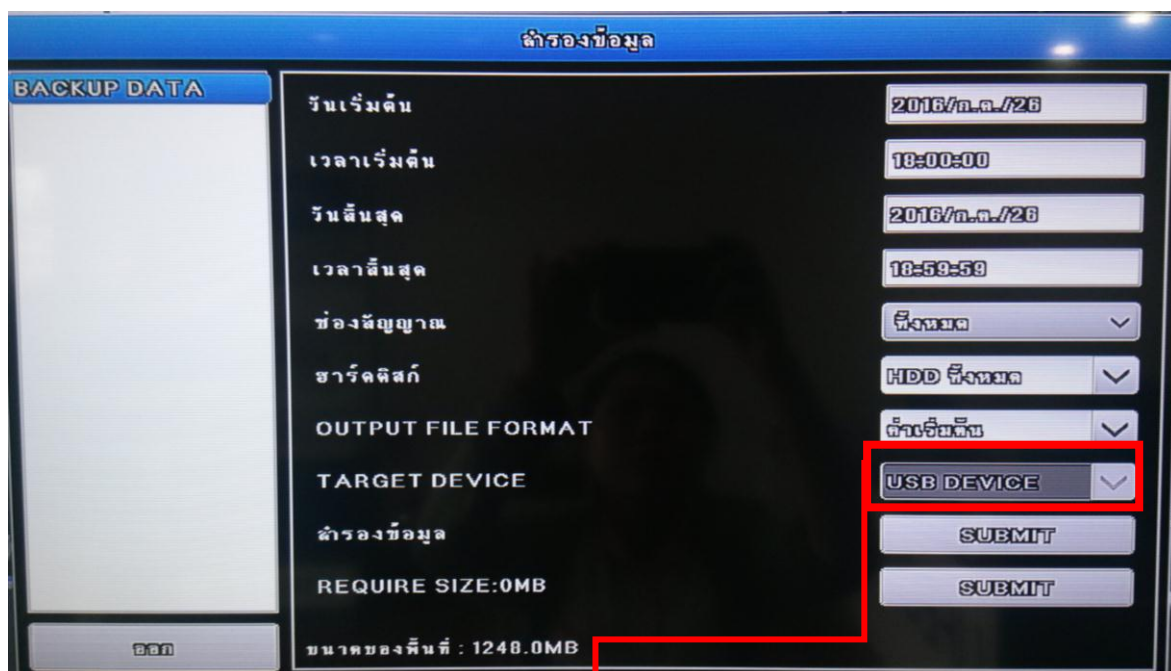 สำรองข้อมูล
BACKUP DATA
วันเริ่มต้น 2016/ก.ค./26
เวลาเริ่มต้น 18:00:00
วันสิ้นสุด 2016/ก.ค./26
เวลาสิ้นสุด 18:59:59
ช่องสัญญาณ ทั้งหมด
ฮาร์ดดิสก์ HDD ทั้งหมด
OUTPUT FILE FORMAT ค่าเริ่มต้น
TARGET DEVICE USB DEVICE
สำรองข้อมูล SUBMIT
REQUIRE SIZE:0MB SUBMIT
ขนาดของพื้นที่ : 1248.0MB
ออก